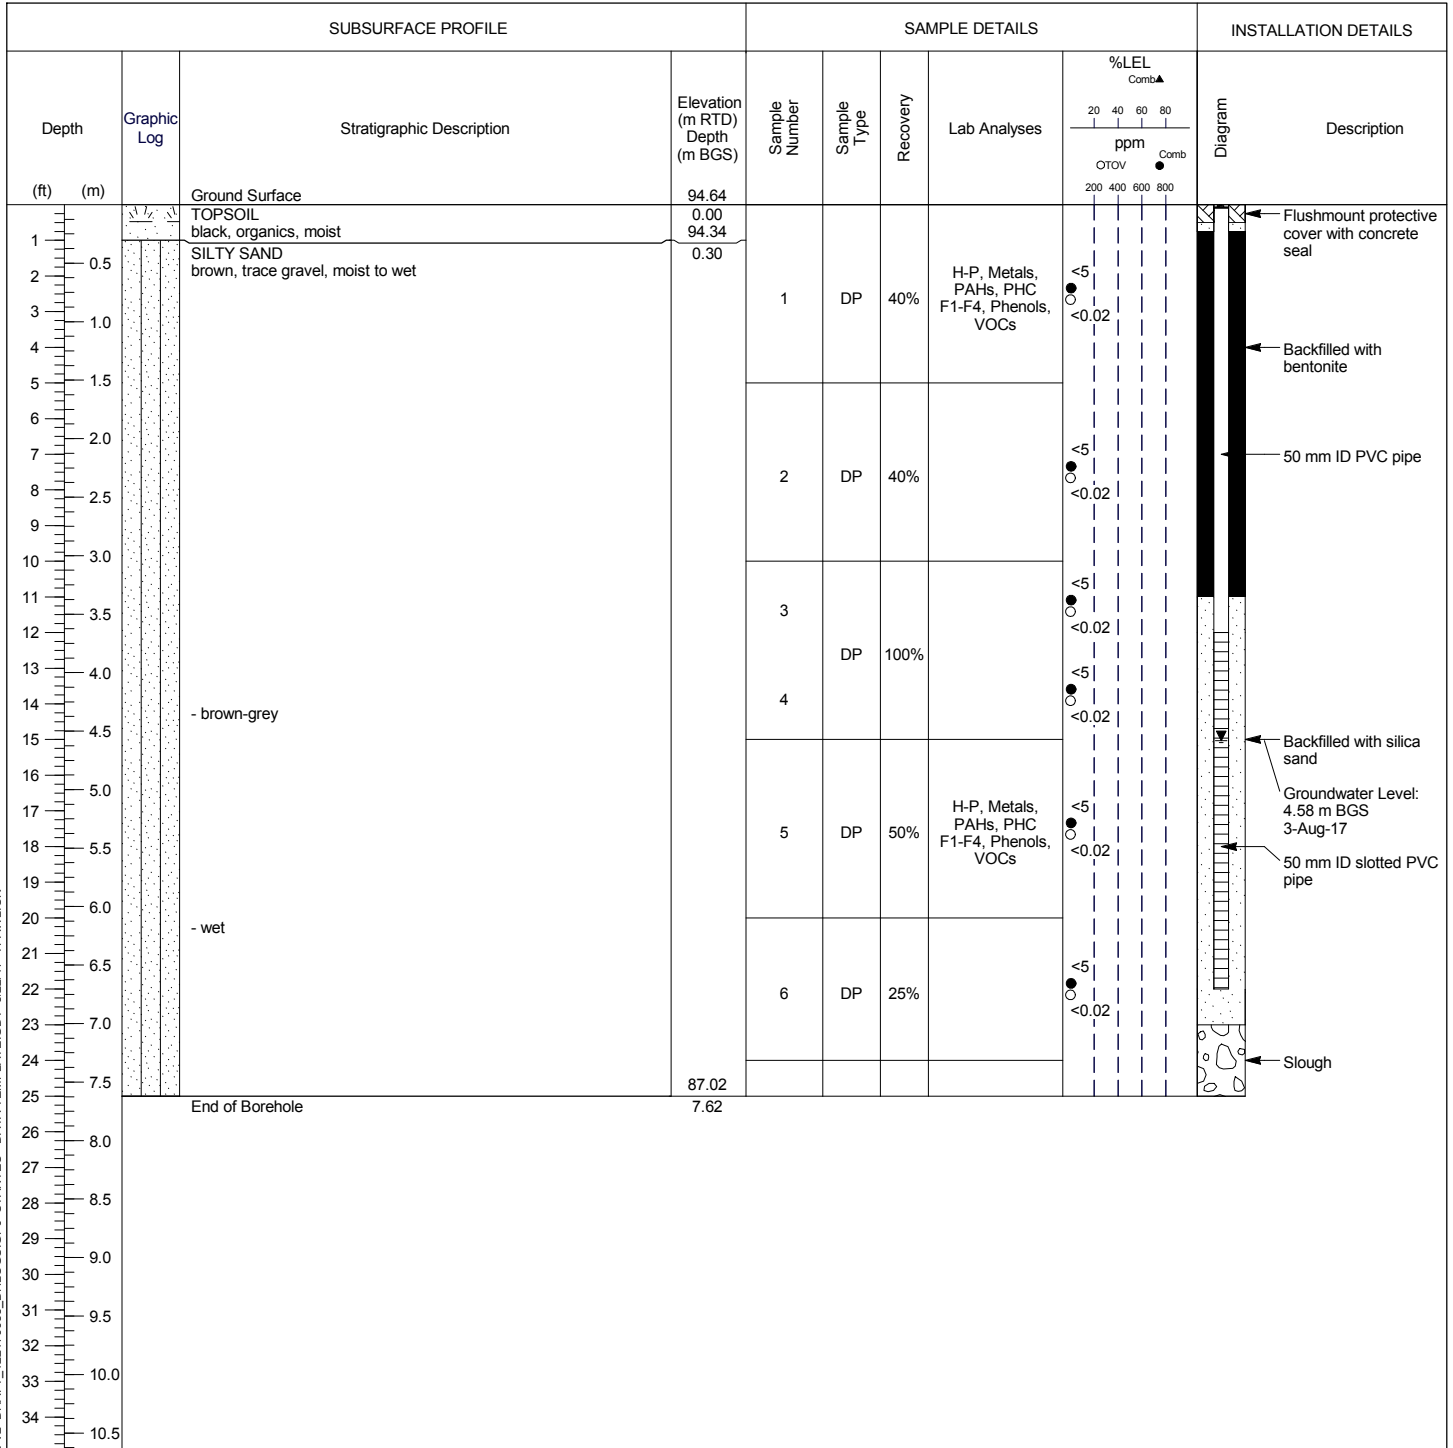 SUBSURFACE PROFILE
SAMPLE DETAILS
INSTALLATION DETAILS
Depth
(ft) (m)
Graphic
Log
Stratigraphic Description
Elevation
(m RTD)
Depth
(m BGS)
Sample
Number
Sample
Type
Recovery
Lab Analyses
%LEL
Comb▲
20 40 60 80
ppm
OTOV ● Comb
200 400 600 800
Diagram
Description
Ground Surface 94.64
TOPSOIL 0.00
black, organics, moist 94.34
SILTY SAND 0.30
brown, trace gravel, moist to wet
- brown-grey
- wet
87.02
End of Borehole 7.62
1
2
3
4
5
6
7
8
9
10
11
12
13
14
15
16
17
18
19
20
21
22
23
24
25
26
27
28
29
30
31
32
33
34
0.5
1.0
1.5
2.0
2.5
3.0
3.5
4.0
4.5
5.0
5.5
6.0
6.5
7.0
7.5
8.0
8.5
9.0
9.5
10.0
10.5
1 DP 40%
H-P, Metals,
PAHs, PHC
F1-F4, Phenols,
VOCs
<5
<0.02
2 DP 40%
<5
<0.02
3
DP 100%
4
<5
<0.02
<5
<0.02
5 DP 50%
H-P, Metals,
PAHs, PHC
F1-F4, Phenols,
VOCs
<5
<0.02
6 DP 25%
<5
<0.02
Flushmount protective
cover with concrete
seal
Backfilled with
bentonite
50 mm ID PVC pipe
Backfilled with silica
sand
Groundwater Level:
4.58 m BGS
3-Aug-17
50 mm ID slotted PVC
pipe
Slough